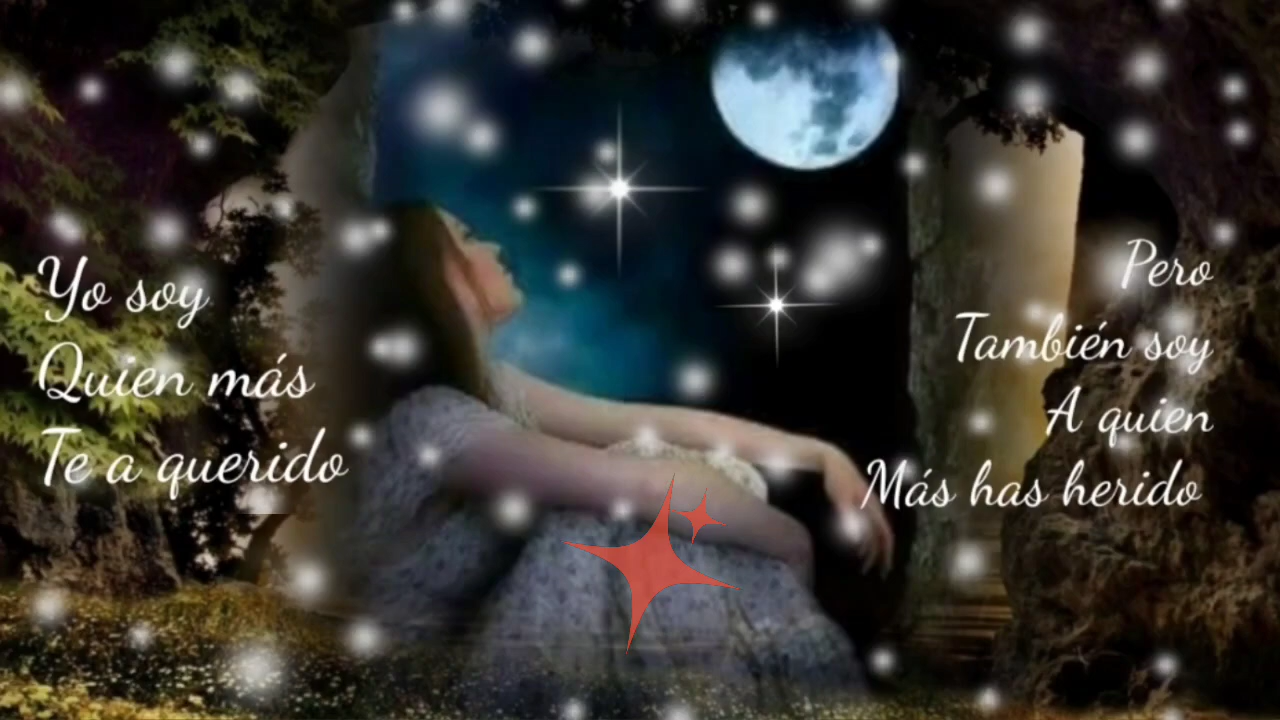 Yo soy
Quien más
Te a querido
Pero
También soy
A quien
Más has herido